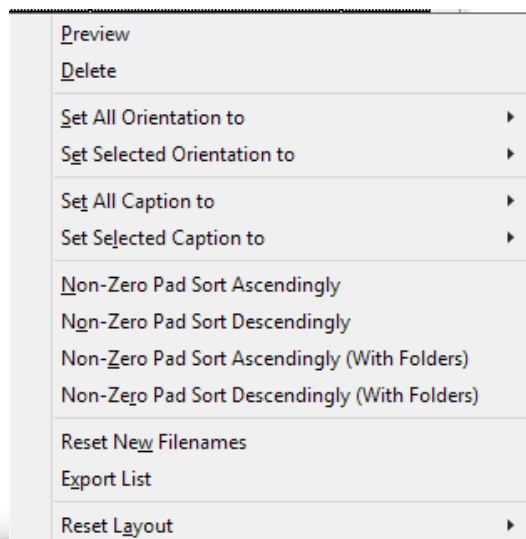 Preview
Delete
Set All Orientation to
Set Selected Orientation to
Set All Caption to
Set Selected Caption to
Non-Zero Pad Sort Ascendingly
Non-Zero Pad Sort Descendingly
Non-Zero Pad Sort Ascendingly (With Folders)
Non-Zero Pad Sort Descendingly (With Folders)
Reset New Filenames
Export List
Reset Layout